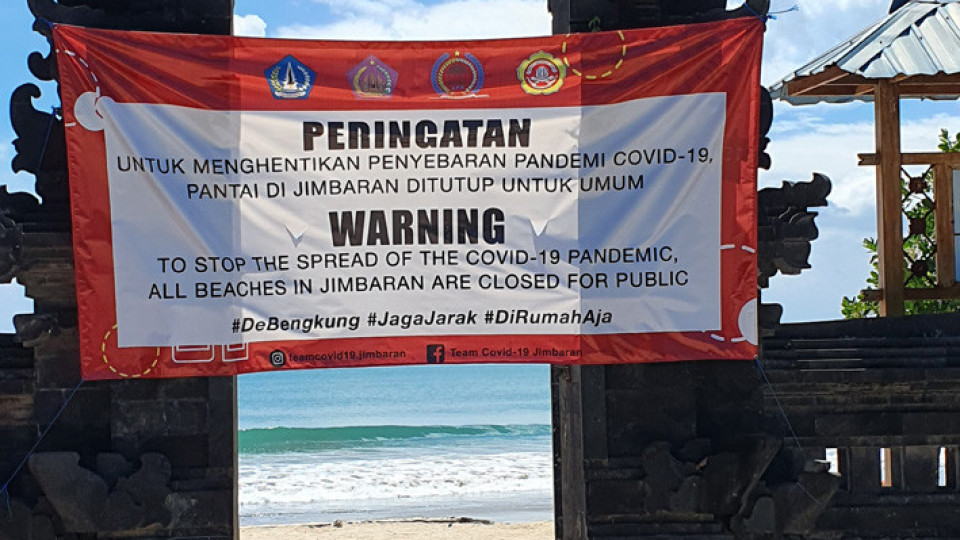 PERINGATAN
UNTUK MENGHENTIKAN PENYEBARAN PANDEMI COVID-19,
PANTAI DI JIMBARAN DITUTUP UNTUK UMUM
WARNING
TO STOP THE SPREAD OF THE COVID-19 PANDEMIC,
ALL BEACHES IN JIMBARAN ARE CLOSED FOR PUBLIC
#DeBengkung #JagaJarak #DiRumahAja
teamcovid19.jimbaran Team Covid-19 Jimbaran